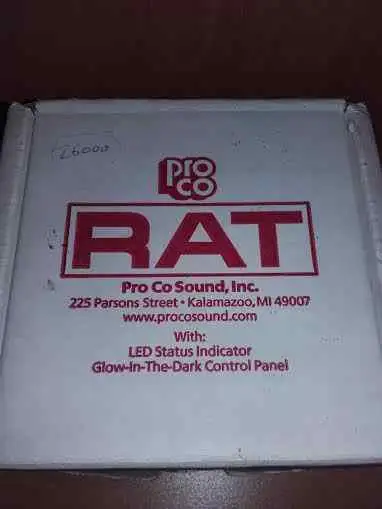 26000
pro
co
RAT
Pro Co Sound, Inc.
225 Parsons Street • Kalamazoo, MI 49007
www.procosound.com
With:
LED Status Indicator
Glow-In-The-Dark Control Panel